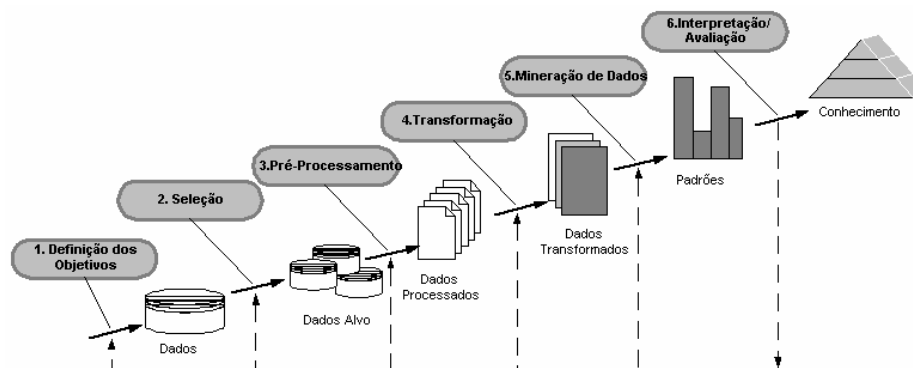 6.Interpretação/
Avaliação
5.Mineração de Dados
Conhecimento
4.Transformação
3.Pré-Processamento
Padrões
2. Seleção
Dados
Transformados
1. Definição dos
Objetivos
Dados
Processados
Dados Alvo
Dados